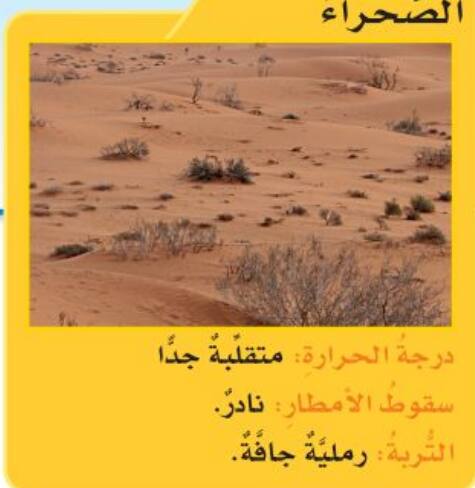 الصَّحراءُ
درجةُ الحرارةِ: متقلِّبةٌ جدًّا
سقوطُ الأمطارِ: نادرٌ.
التُّربةُ: رمليَّةٌ جافَّةٌ.